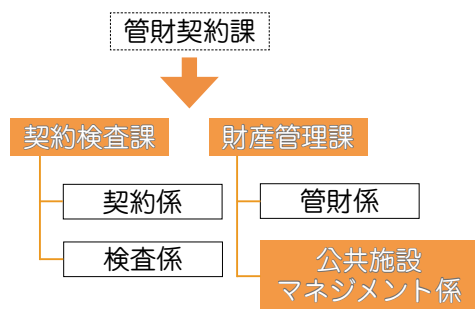 管財契約課
契約検査課
契約係
検査係
財産管理課
管財係
公共施設
マネジメント係